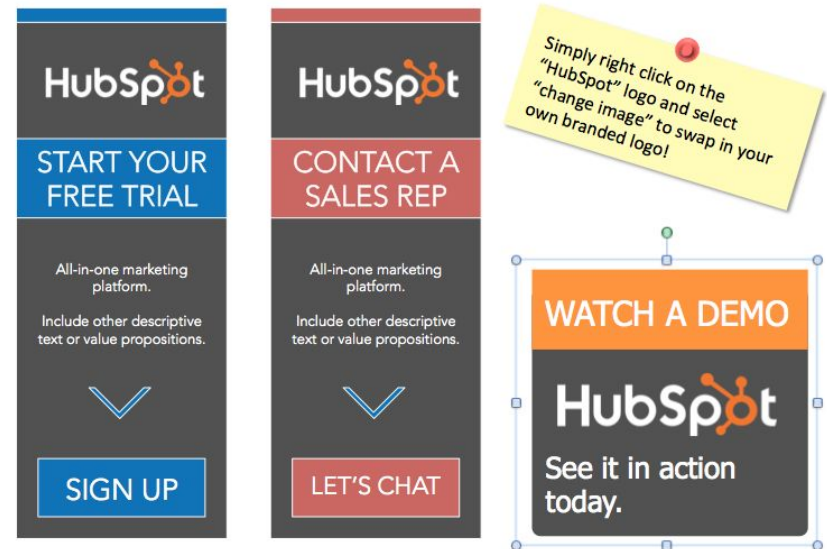 HubSpot
START YOUR
FREE TRIAL
All-in-one marketing
platform.
Include other descriptive
text or value propositions.
SIGN UP
HubSpot
CONTACT A
SALES REP
All-in-one marketing
platform.
Include other descriptive
text or value propositions.
LET'S CHAT
Simply right click on the
"HubSpot" logo and select
"change image" to swap in your
own branded logo!
WATCH A DEMO
HubSpot
See it in action
today.